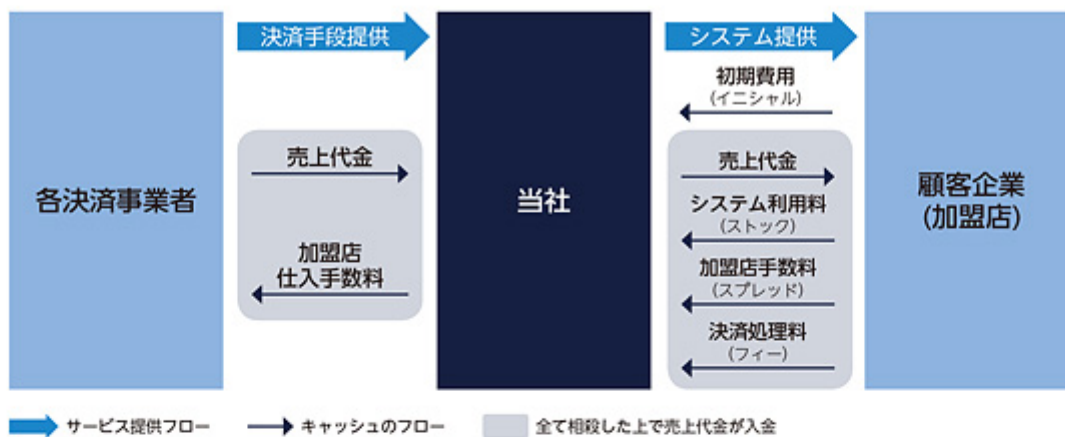 決済手段提供
システム提供
初期費用
(イニシャル)
各決済事業者
売上代金
加盟店
仕入手数料
当社
売上代金
システム利用料
(ストック)
加盟店手数料
(スプレッド)
決済処理料
(フィー)
顧客企業
(加盟店)
サービス提供フロー
キャッシュのフロー
全て相殺した上で売上代金が入金